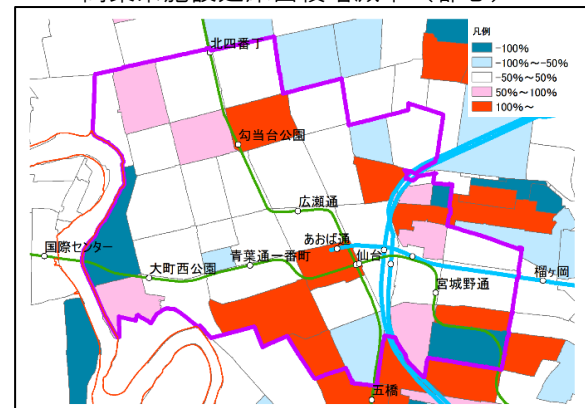 凡例
-100%
-100%～-50%
-50%～50%
50%～100%
100%～
北四番丁
勾当台公園
広瀬通
あおば通
国際センター
青葉通一番町
仙台
大町西公園
宮城野通
榴ヶ岡
五橋